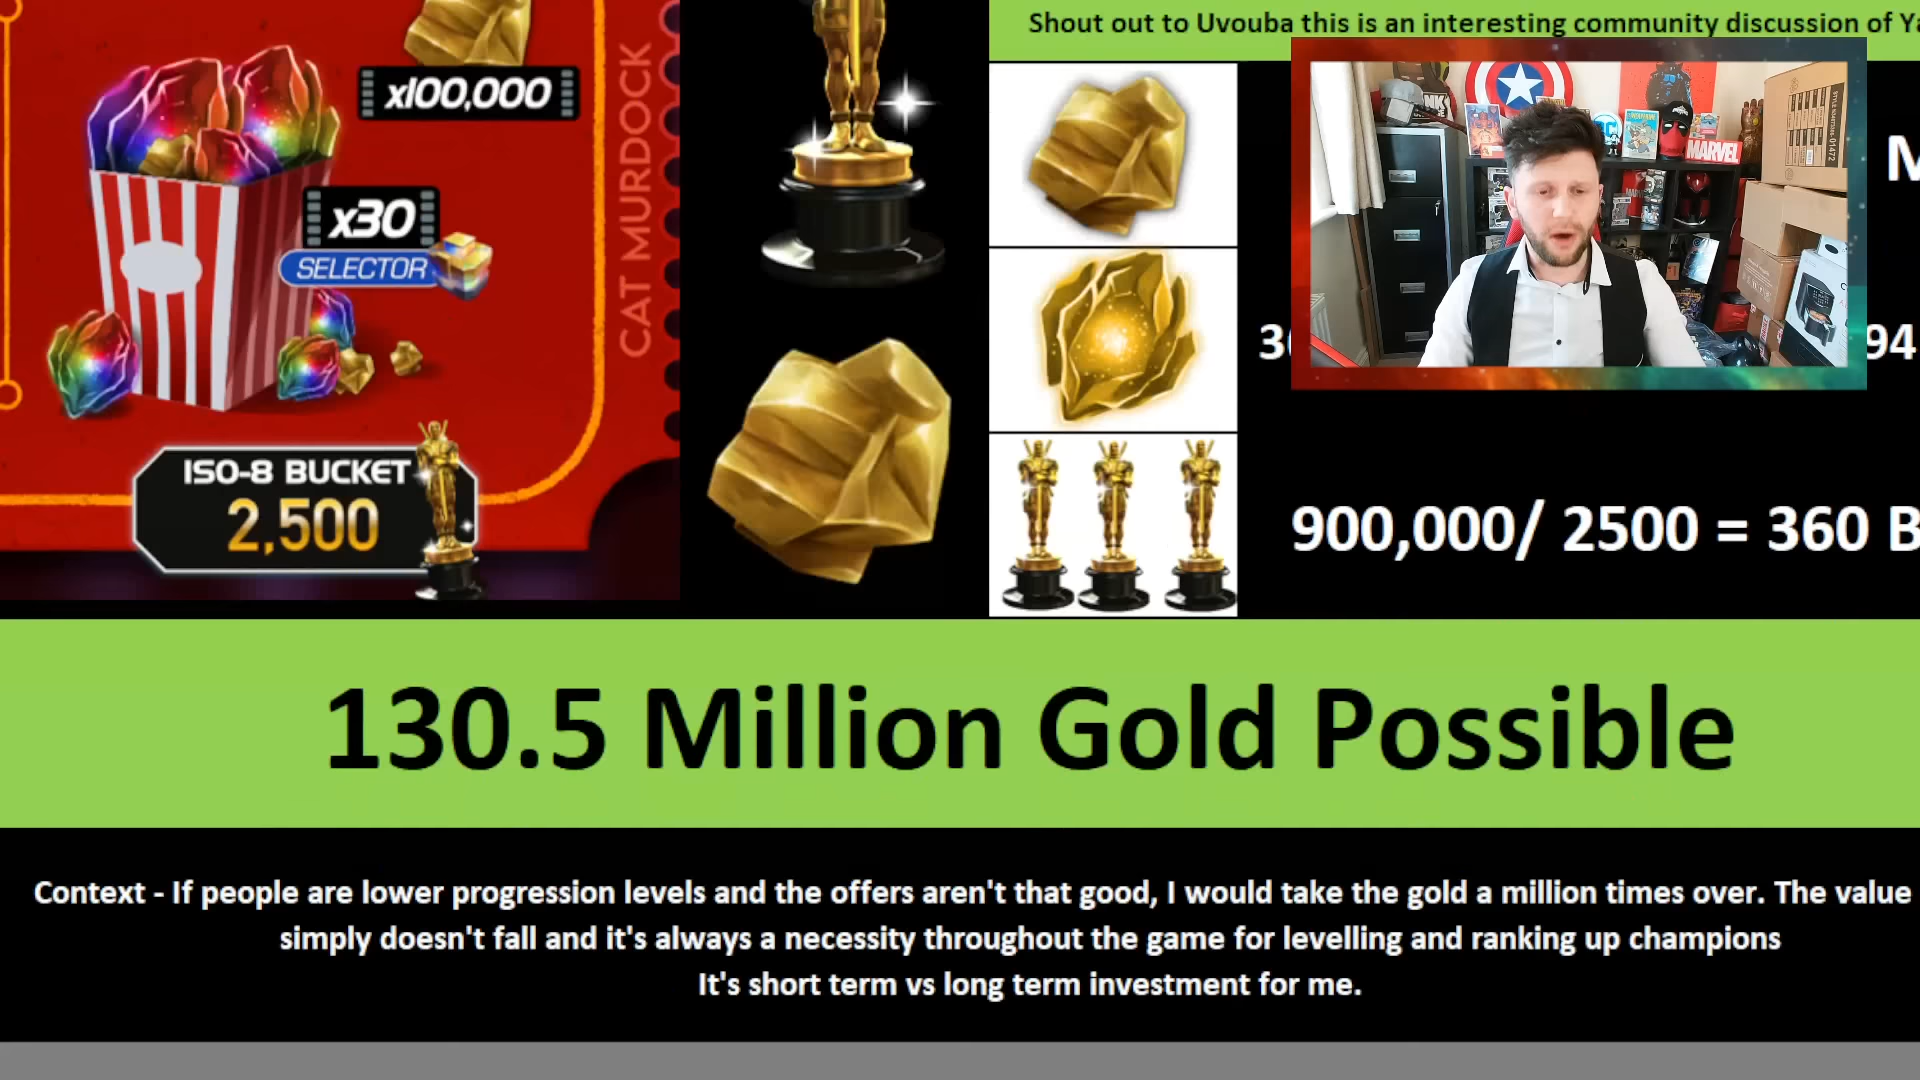 Shout out to Uvouba this is an interesting community discussion of
x100,000
CAT MURDOCK
x30
SELECTOR
MARVEL
ISO-8 BUCKET
2,500
94
900,000/ 2500 = 360 B
130.5 Million Gold Possible
Context - If people are lower progression levels and the offers aren't that good, I would take the gold a million times over. The value
simply doesn't fall and it's always a necessity throughout the game for levelling and ranking up champions
It's short term vs long term investment for me.